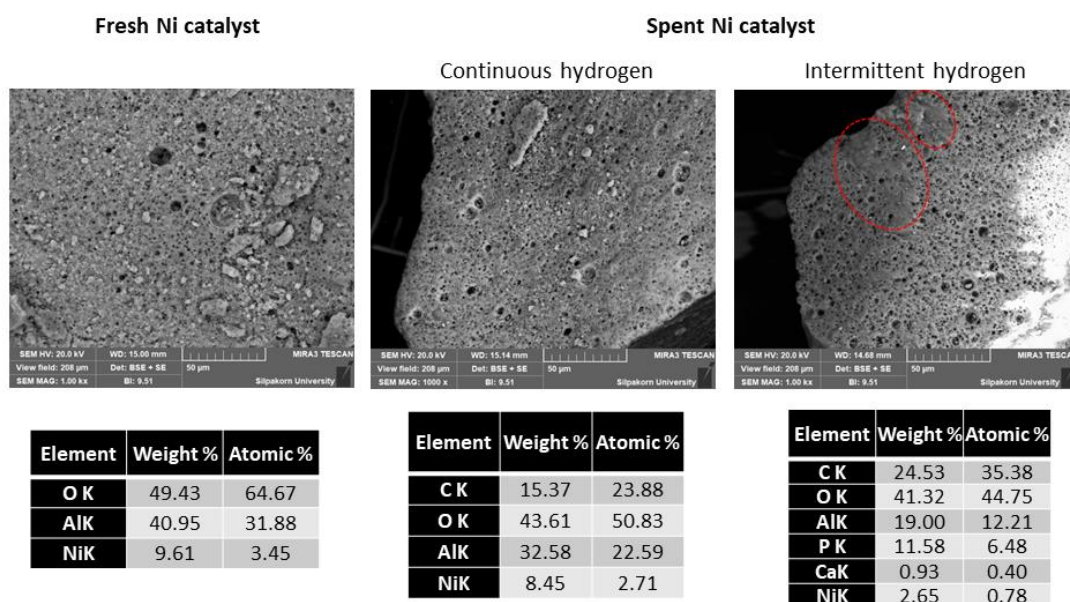 Fresh Ni catalyst
Spent Ni catalyst
Continuous hydrogen
Intermittent hydrogen
SEM HV: 20.0 kV WD: 15.00 mm MIRA3 TESCAN
View field: 208 µm Det: BSE + SE 50 µm
SEM MAG: 1.00 kx BI: 9.51 Silpakorn University
SEM HV: 20.0 kV WD: 15.14 mm MIRA3 TESCAN
View field: 208 µm Det: BSE + SE 50 µm
SEM MAG: 1000 x BI: 9.51 Silpakorn University
SEM HV: 20.0 kV WD: 14.68 mm MIRA3 TESCAN
View field: 208 µm Det: BSE + SE 50 µm
SEM MAG: 1.00 kx BI: 9.51 Silpakorn University
Element Weight % Atomic %
O K 49.43 64.67
AlK 40.95 31.88
NiK 9.61 3.45
Element Weight % Atomic %
C K 15.37 23.88
O K 43.61 50.83
AlK 32.58 22.59
NiK 8.45 2.71
Element Weight % Atomic %
C K 24.53 35.38
O K 41.32 44.75
AlK 19.00 12.21
P K 11.58 6.48
CaK 0.93 0.40
NiK 2.65 0.78